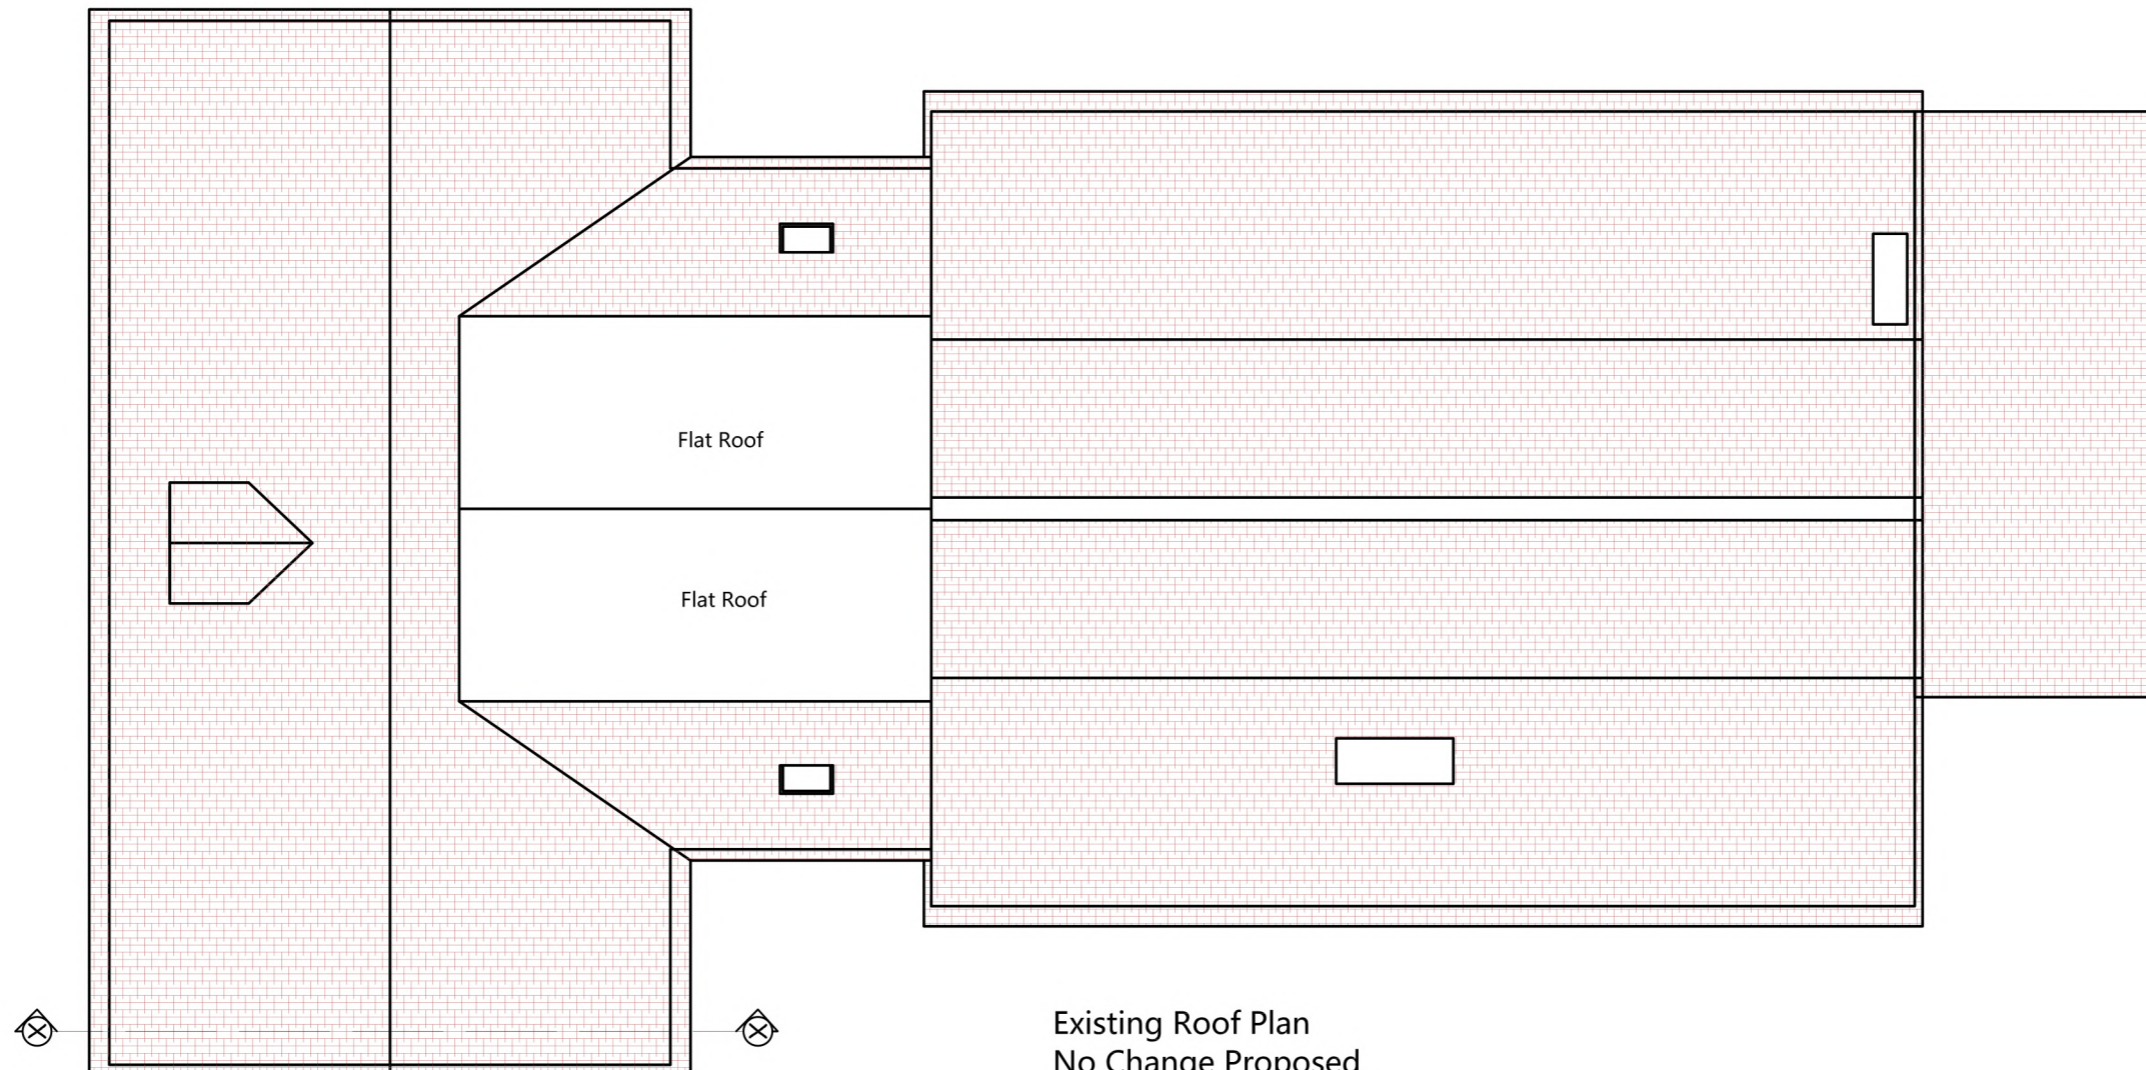 Flat Roof
Flat Roof
Existing Roof Plan
No Change Proposed